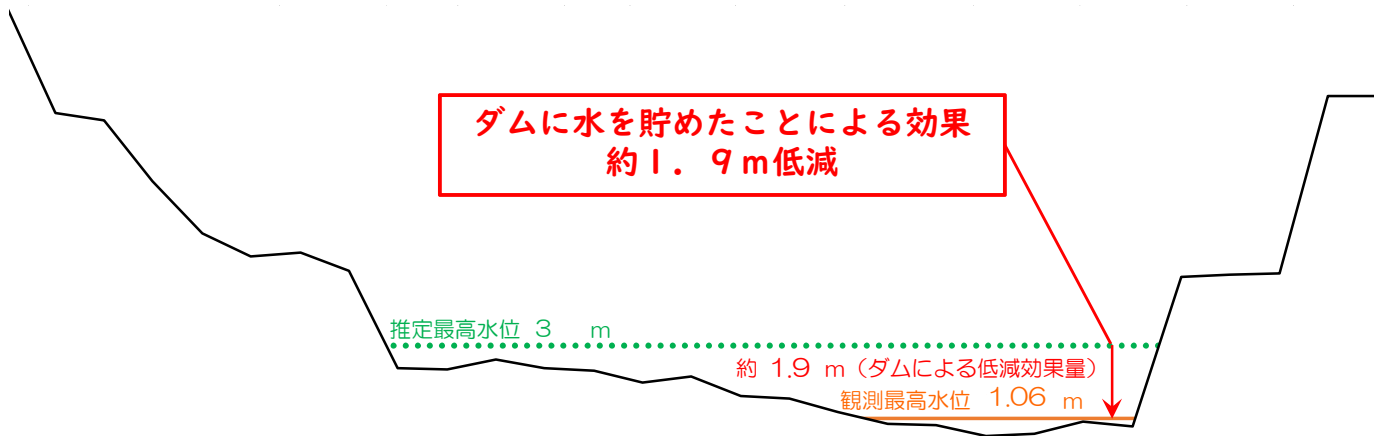 ダムに水を貯めたことによる効果
約１．９ｍ低減
推定最高水位 3 m
約 1.9 m（ダムによる低減効果量）
観測最高水位 1.06 m